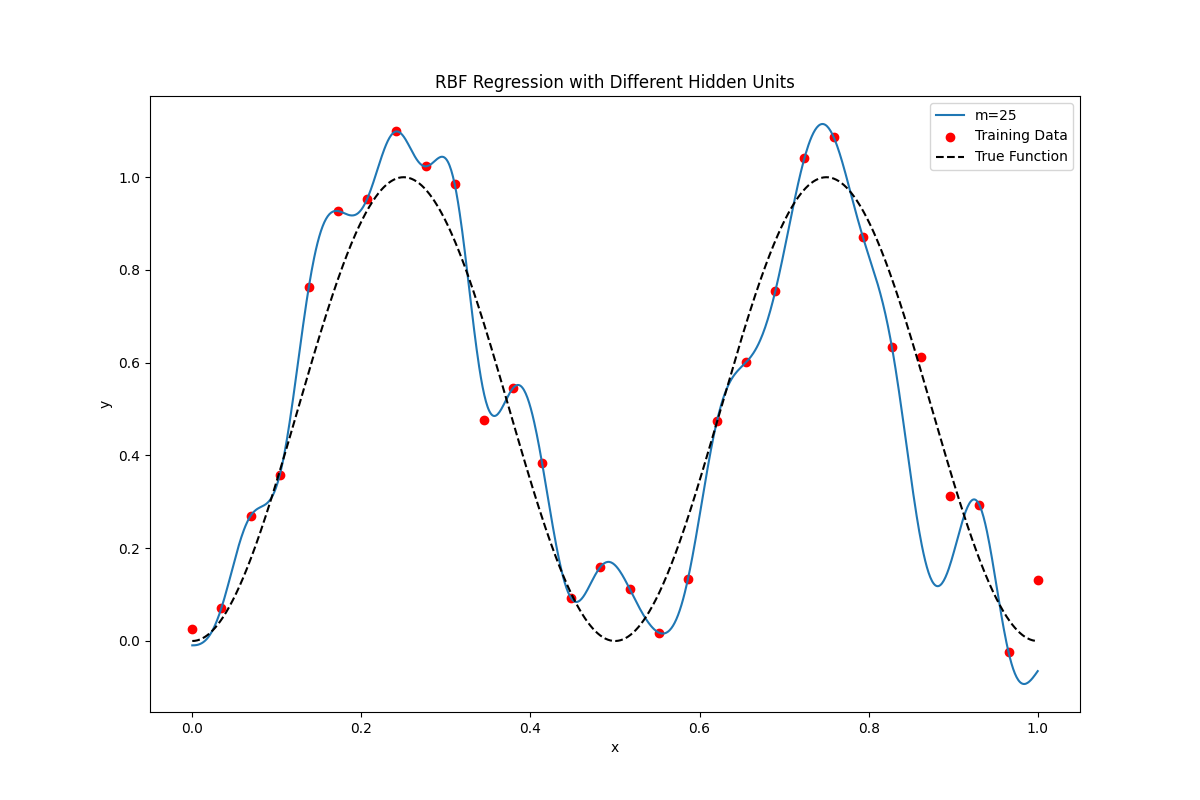 RBF Regression with Different Hidden Units
m=25
Training Data
True Function
1.0
0.8
0.6
0.4
0.2
0.0
y
0.0 0.2 0.4 0.6 0.8 1.0
x